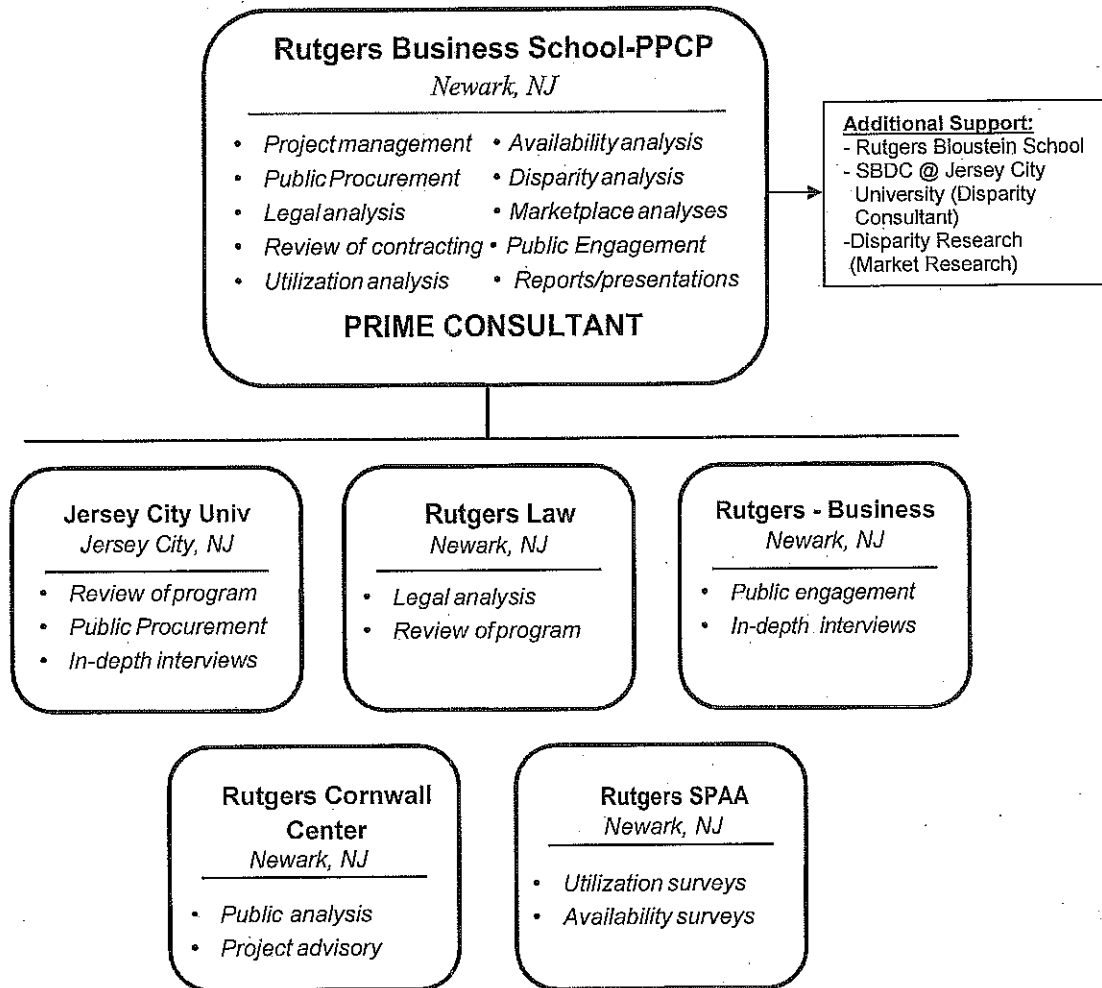 Rutgers Business School-PPCP
Newark, NJ
• Project management • Availability analysis
• Public Procurement • Disparity analysis
• Legal analysis • Marketplace analyses
• Review of contracting • Public Engagement
• Utilization analysis • Reports/presentations
PRIME CONSULTANT
Additional Support:
- Rutgers Bloustein School
- SBDC @ Jersey City
University (Disparity
Consultant)
-Disparity Research
(Market Research)
Jersey City Univ
Jersey City, NJ
• Review of program
• Public Procurement
• In-depth interviews
Rutgers Law
Newark, NJ
• Legal analysis
• Review of program
Rutgers - Business
Newark, NJ
• Public engagement
• In-depth interviews
Rutgers Cornwall
Center
Newark, NJ
• Public analysis
• Project advisory
Rutgers SPAA
Newark, NJ
• Utilization surveys
• Availability surveys